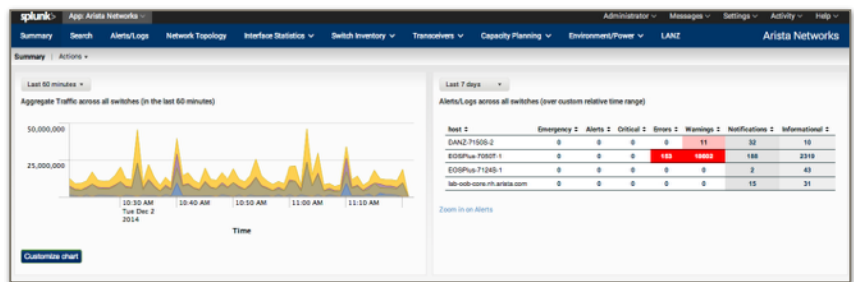 splunk> App: Arista Networks Administrator Messages Settings Activity Help
Summary Search Alerts/Logs Network Topology Interface Statistics Switch Inventory Transceivers Capacity Planning Environment/Power LANZ Arista Networks
Summary Actions
Last 60 minutes
Aggregate Traffic across all switches (in the last 60 minutes)
50,000,000
25,000,000
10:30 AM 10:40 AM 10:50 AM 11:00 AM 11:10 AM
Tue Dec 2
2014
Time
Customize chart
Last 7 days
Alerts/Logs across all switches (over custom relative time range)
host Emergency Alerts Critical Errors Warnings Notifications Informational
DANZ-7150S-2 0 0 0 0 11 32 10
EOSPlus-7050T-1 0 0 0 153 188 2310
EOSPlus-7124S-1 0 0 0 0 0 2 43
lab-oob-core.nh.arista.com 0 0 0 0 0 15 31
Zoom in on Alerts